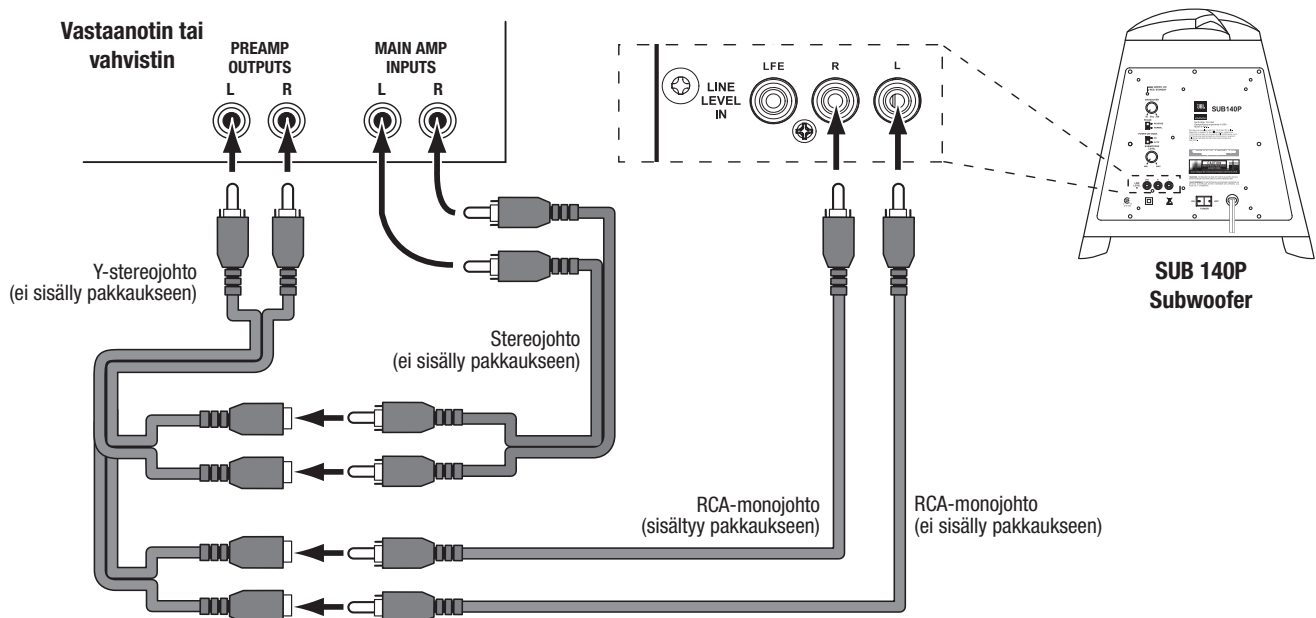 Vastaanotin tai
vahvistin
PREAMP
OUTPUTS
L R
MAIN AMP
INPUTS
L R
LINE
LEVEL
IN
LFE R L
SUB140P
SUB 140P
Subwoofer
Y-stereojohto
(ei sisälly pakkaukseen)
Stereojohto
(ei sisälly pakkaukseen)
RCA-monojohto
(sisältyy pakkaukseen)
RCA-monojohto
(ei sisälly pakkaukseen)